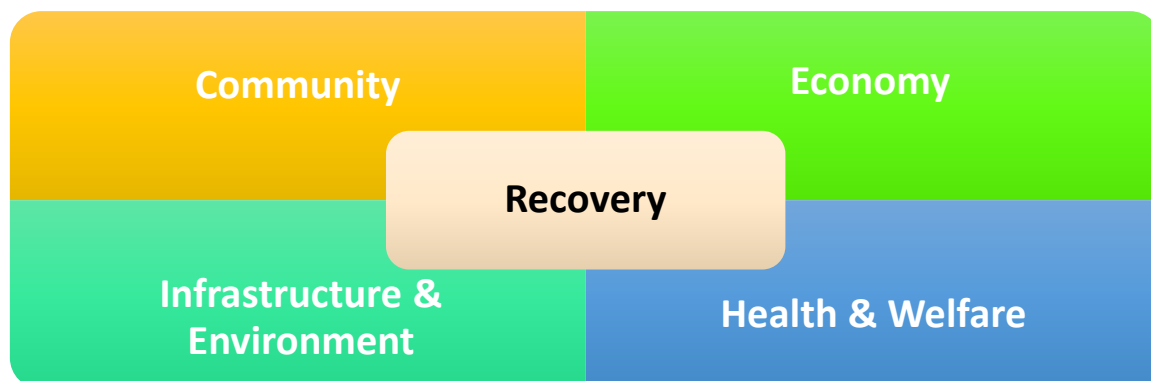 Community
Economy
Recovery
Infrastructure &
Environment
Health & Welfare